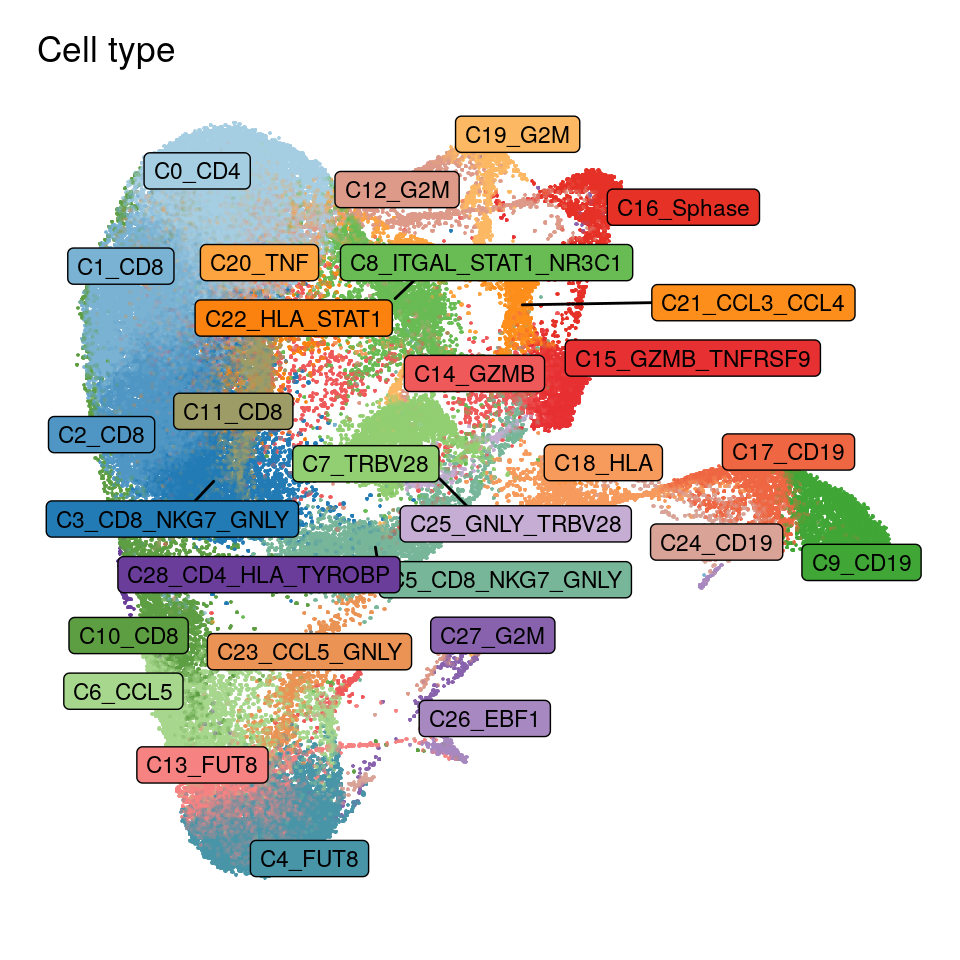 Cell type
C19_G2M
C0_CD4
C12_G2M
C16_Sphase
C1_CD8
C20_TNF
C8_ITGAL_STAT1_NR3C1
C22_HLA_STAT1
C21_CCL3_CCL4
C14_GZMB
C15_GZMB_TNFRSF9
C11_CD8
C2_CD8
C7_TRBV28
C18_HLA
C17_CD19
C3_CD8_NKG7_GNLY
C25_GNLY_TRBV28
C24_CD19
C9_CD19
C28_CD4_HLA_TYROBP
C5_CD8_NKG7_GNLY
C10_CD8
C23_CCL5_GNLY
C27_G2M
C6_CCL5
C26_EBF1
C13_FUT8
C4_FUT8